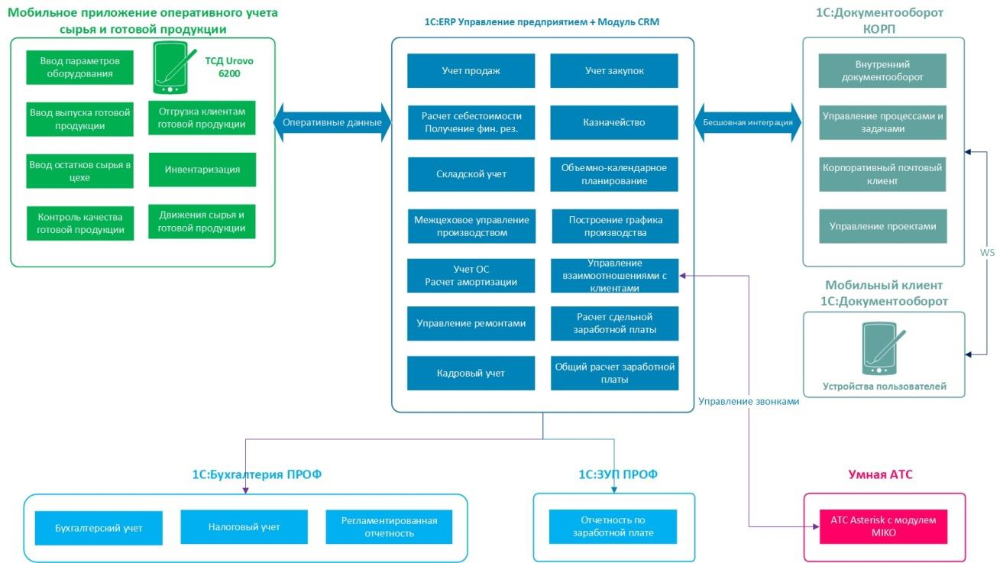 Мобильное приложение оперативного учета
сырья и готовой продукции
Ввод параметров
оборудования
ТСД Urovo
6200
Ввод выпуска готовой
продукции
Отгрузка клиентам
готовой продукции
Ввод остатков сырья в
цехе
Инвентаризация
Контроль качества
готовой продукции
Движения сырья и
готовой продукции
Оперативные данные
1С:ERP Управление предприятием + Модуль CRM
Учет продаж
Учет закупок
Расчет себестоимости
Получение фин. рез.
Казначейство
Складской учет
Объемно-календарное
планирование
Межцеховое управление
производством
Построение графика
производства
Учет ОС
Расчет амортизации
Управление
взаимоотношениями с
клиентами
Управление ремонтами
Расчет сдельной
заработной платы
Кадровый учет
Общий расчет заработной
платы
Бесшовная интеграция
1С:Документооборот
КОРП
Внутренний
документооборот
Управление процессами и
задачами
Корпоративный почтовый
клиент
Управление проектами
WS
Мобильный клиент
1С:Документооборот
Устройства пользователей
Управление звонками
1С:Бухгалтерия ПРОФ
Бухгалтерский учет
Налоговый учет
Регламентированная
отчетность
1С:ЗУП ПРОФ
Отчетность по
заработной плате
Умная АТС
АТС Asterisk с модулем
MIKO